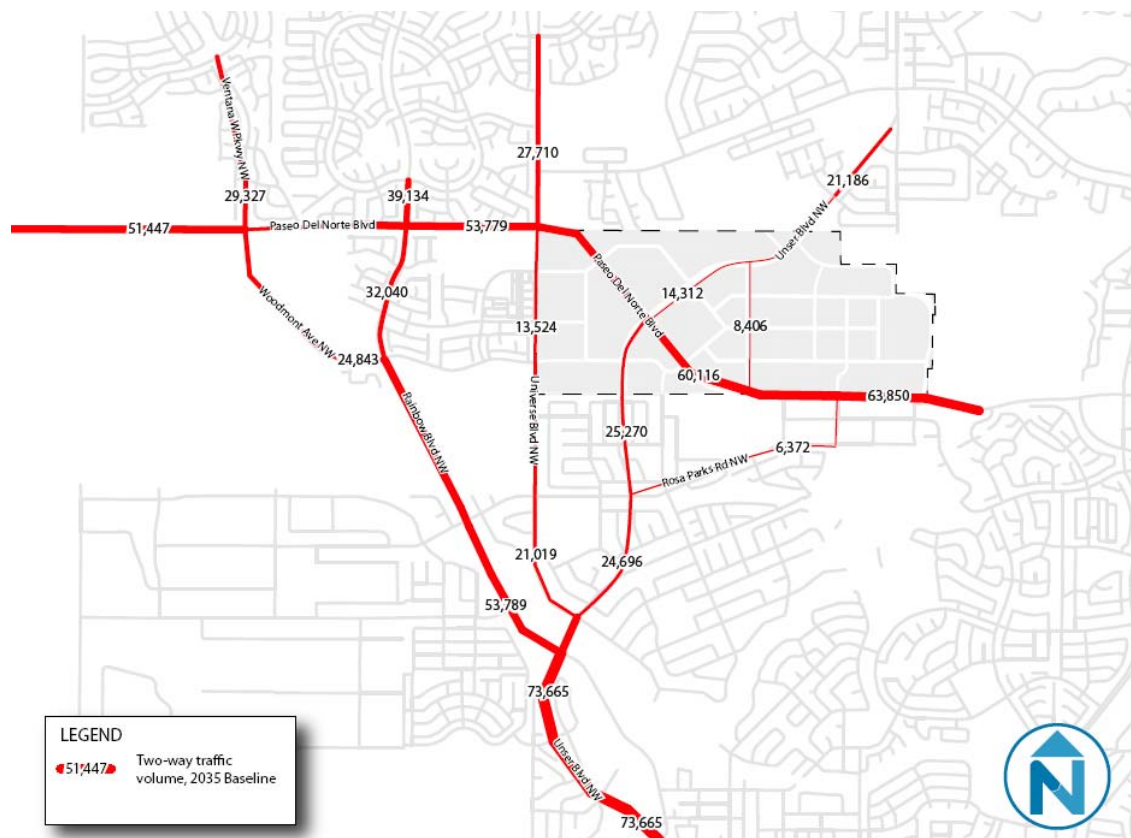 27,710
Ventana W Pkwy NW
21,186
29,327
39,134
51,447
Paseo Del Norte Blvd
53,779
Unser Blvd NW
Paseo Del Norte Blvd
32,040
14,312
Woodmont Ave NW
13,524
8,406
24,843
60,116
63,850
Rainbow Blvd NW
Universe Blvd NW
25,270
6,372
Rosa Parks Rd NW
21,019
24,696
53,789
73,665
LEGEND
51,447
Two-way traffic
volume, 2035 Baseline
Unser Blvd NW
73,665
N